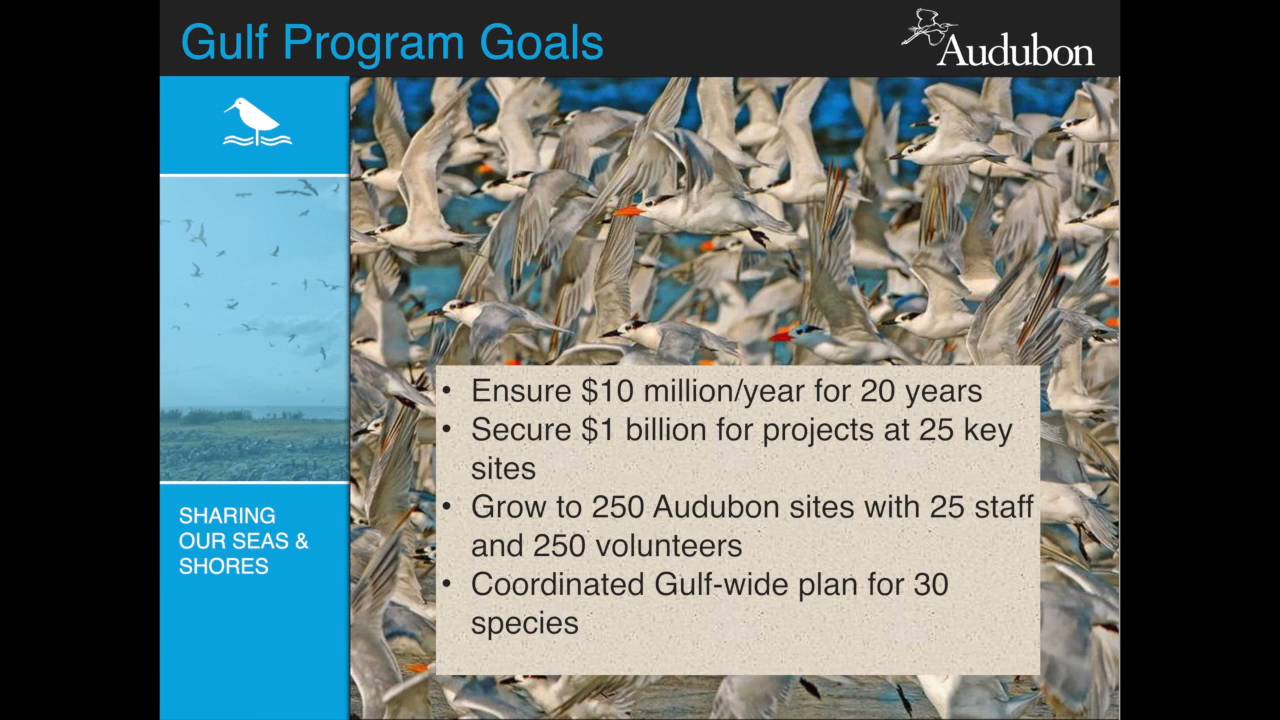 Gulf Program Goals
Audubon
SHARING
OUR SEAS &
SHORES
• Ensure $10 million/year for 20 years
• Secure $1 billion for projects at 25 key
sites
• Grow to 250 Audubon sites with 25 staff
and 250 volunteers
• Coordinated Gulf-wide plan for 30
species